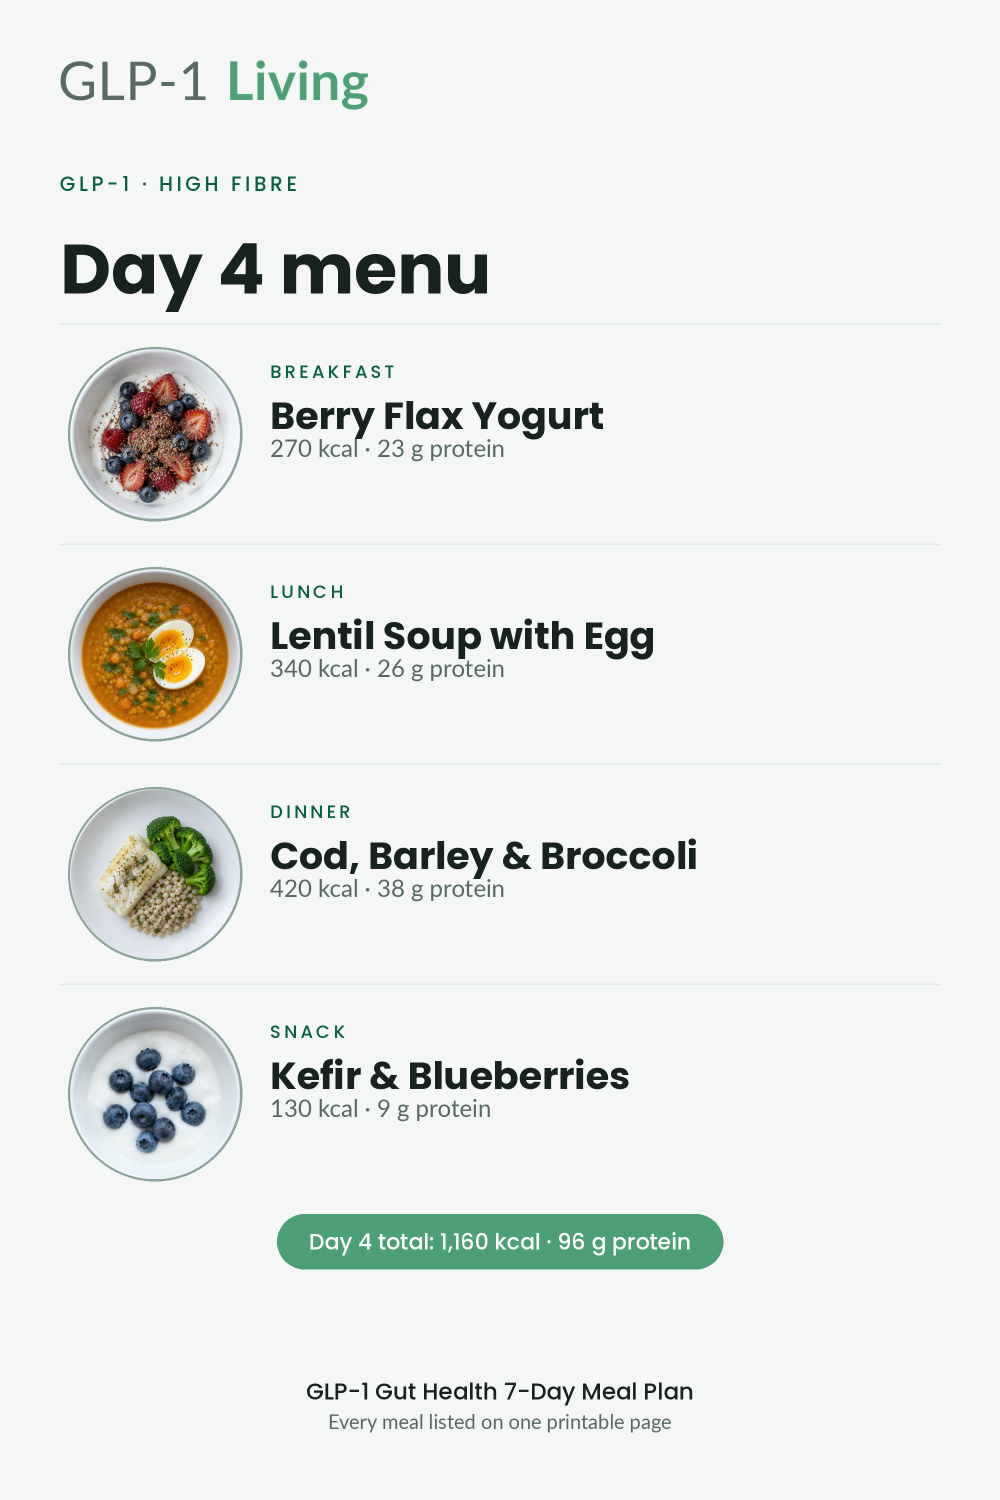 GLP-1 Living
GLP-1 · HIGH FIBRE
Day 4 menu
BREAKFAST
Berry Flax Yogurt
270 kcal · 23 g protein
LUNCH
Lentil Soup with Egg
340 kcal · 26 g protein
DINNER
Cod, Barley & Broccoli
420 kcal · 38 g protein
SNACK
Kefir & Blueberries
130 kcal · 9 g protein
Day 4 total: 1,160 kcal · 96 g protein
GLP-1 Gut Health 7-Day Meal Plan
Every meal listed on one printable page